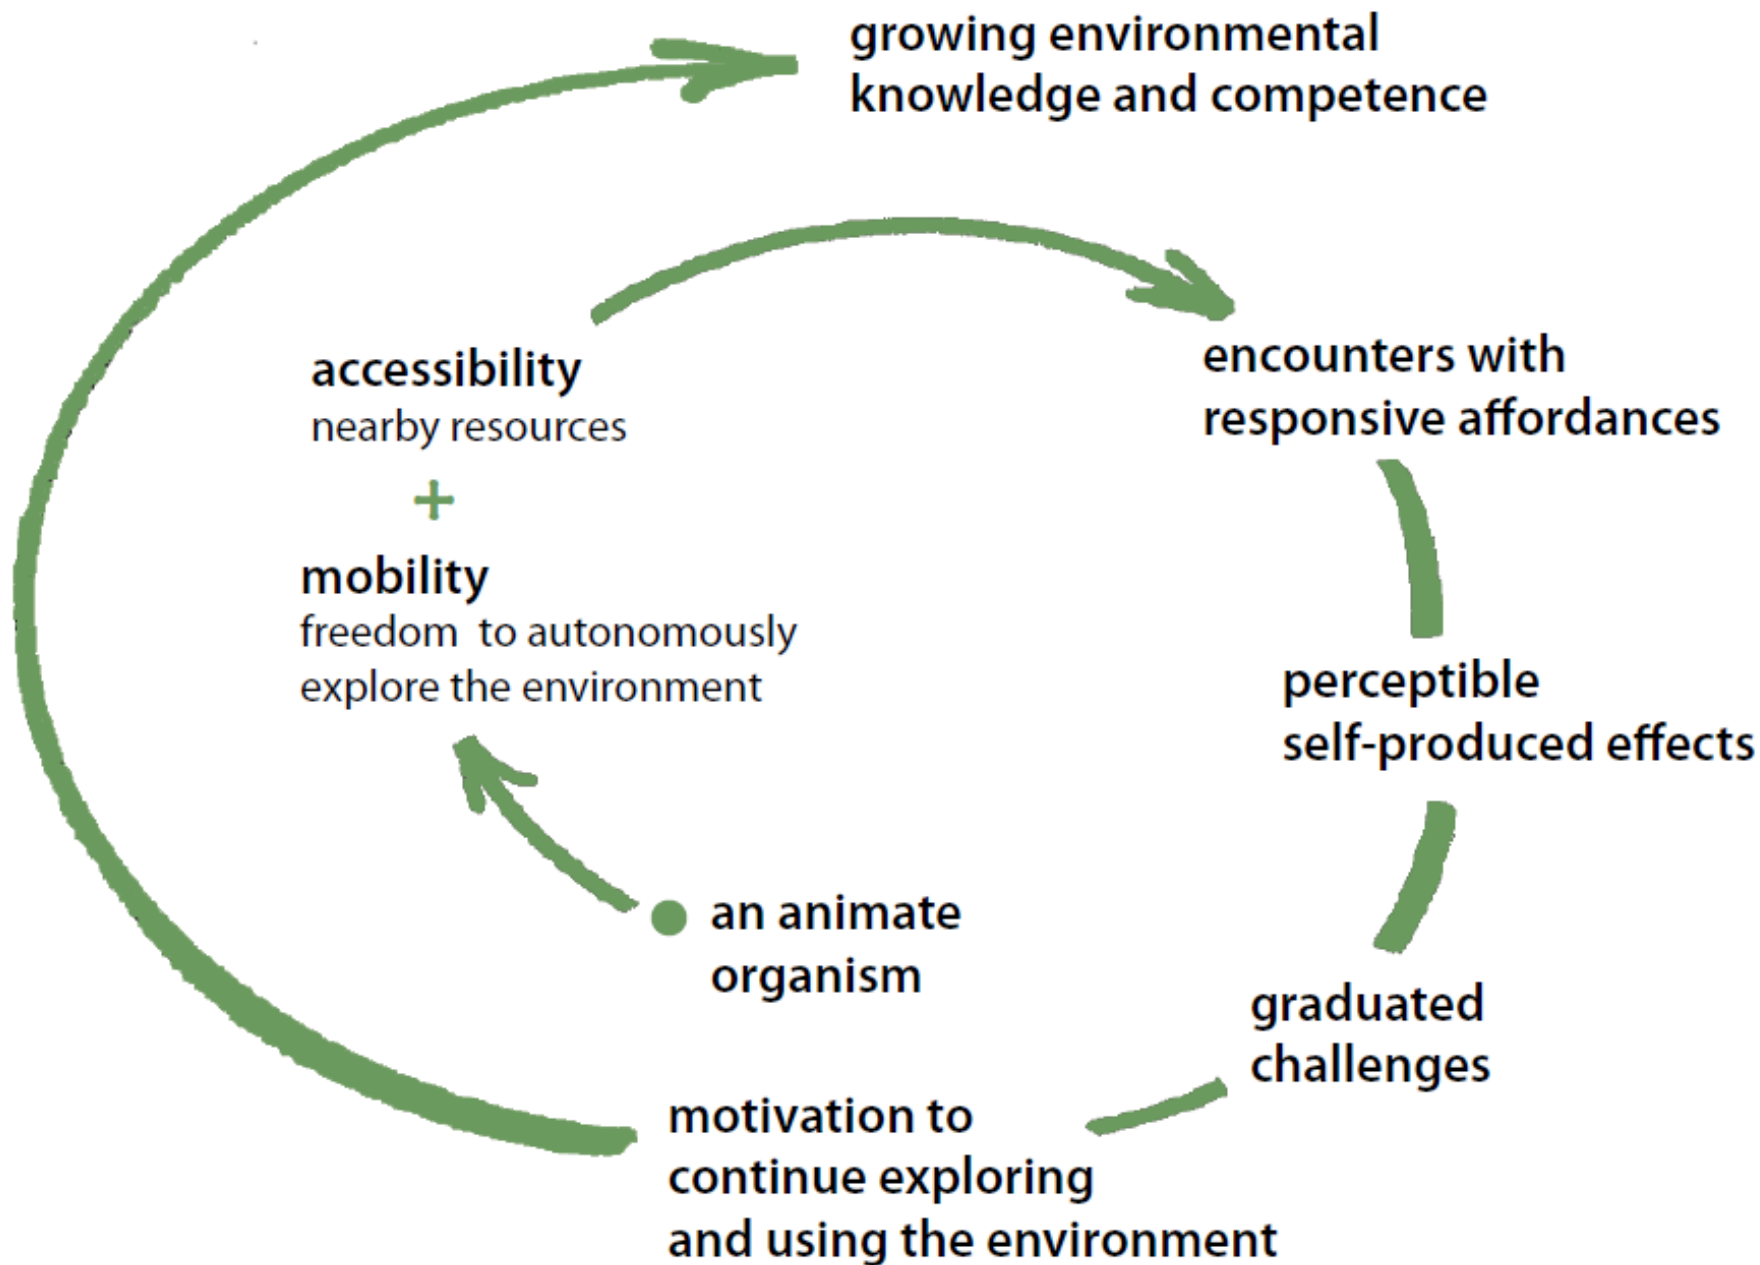 growing environmental
knowledge and competence
accessibility
nearby resources
+
mobility
freedom to autonomously
explore the environment
encounters with
responsive affordances
perceptible
self-produced effects
an animate
organism
graduated
challenges
motivation to
continue exploring
and using the environment